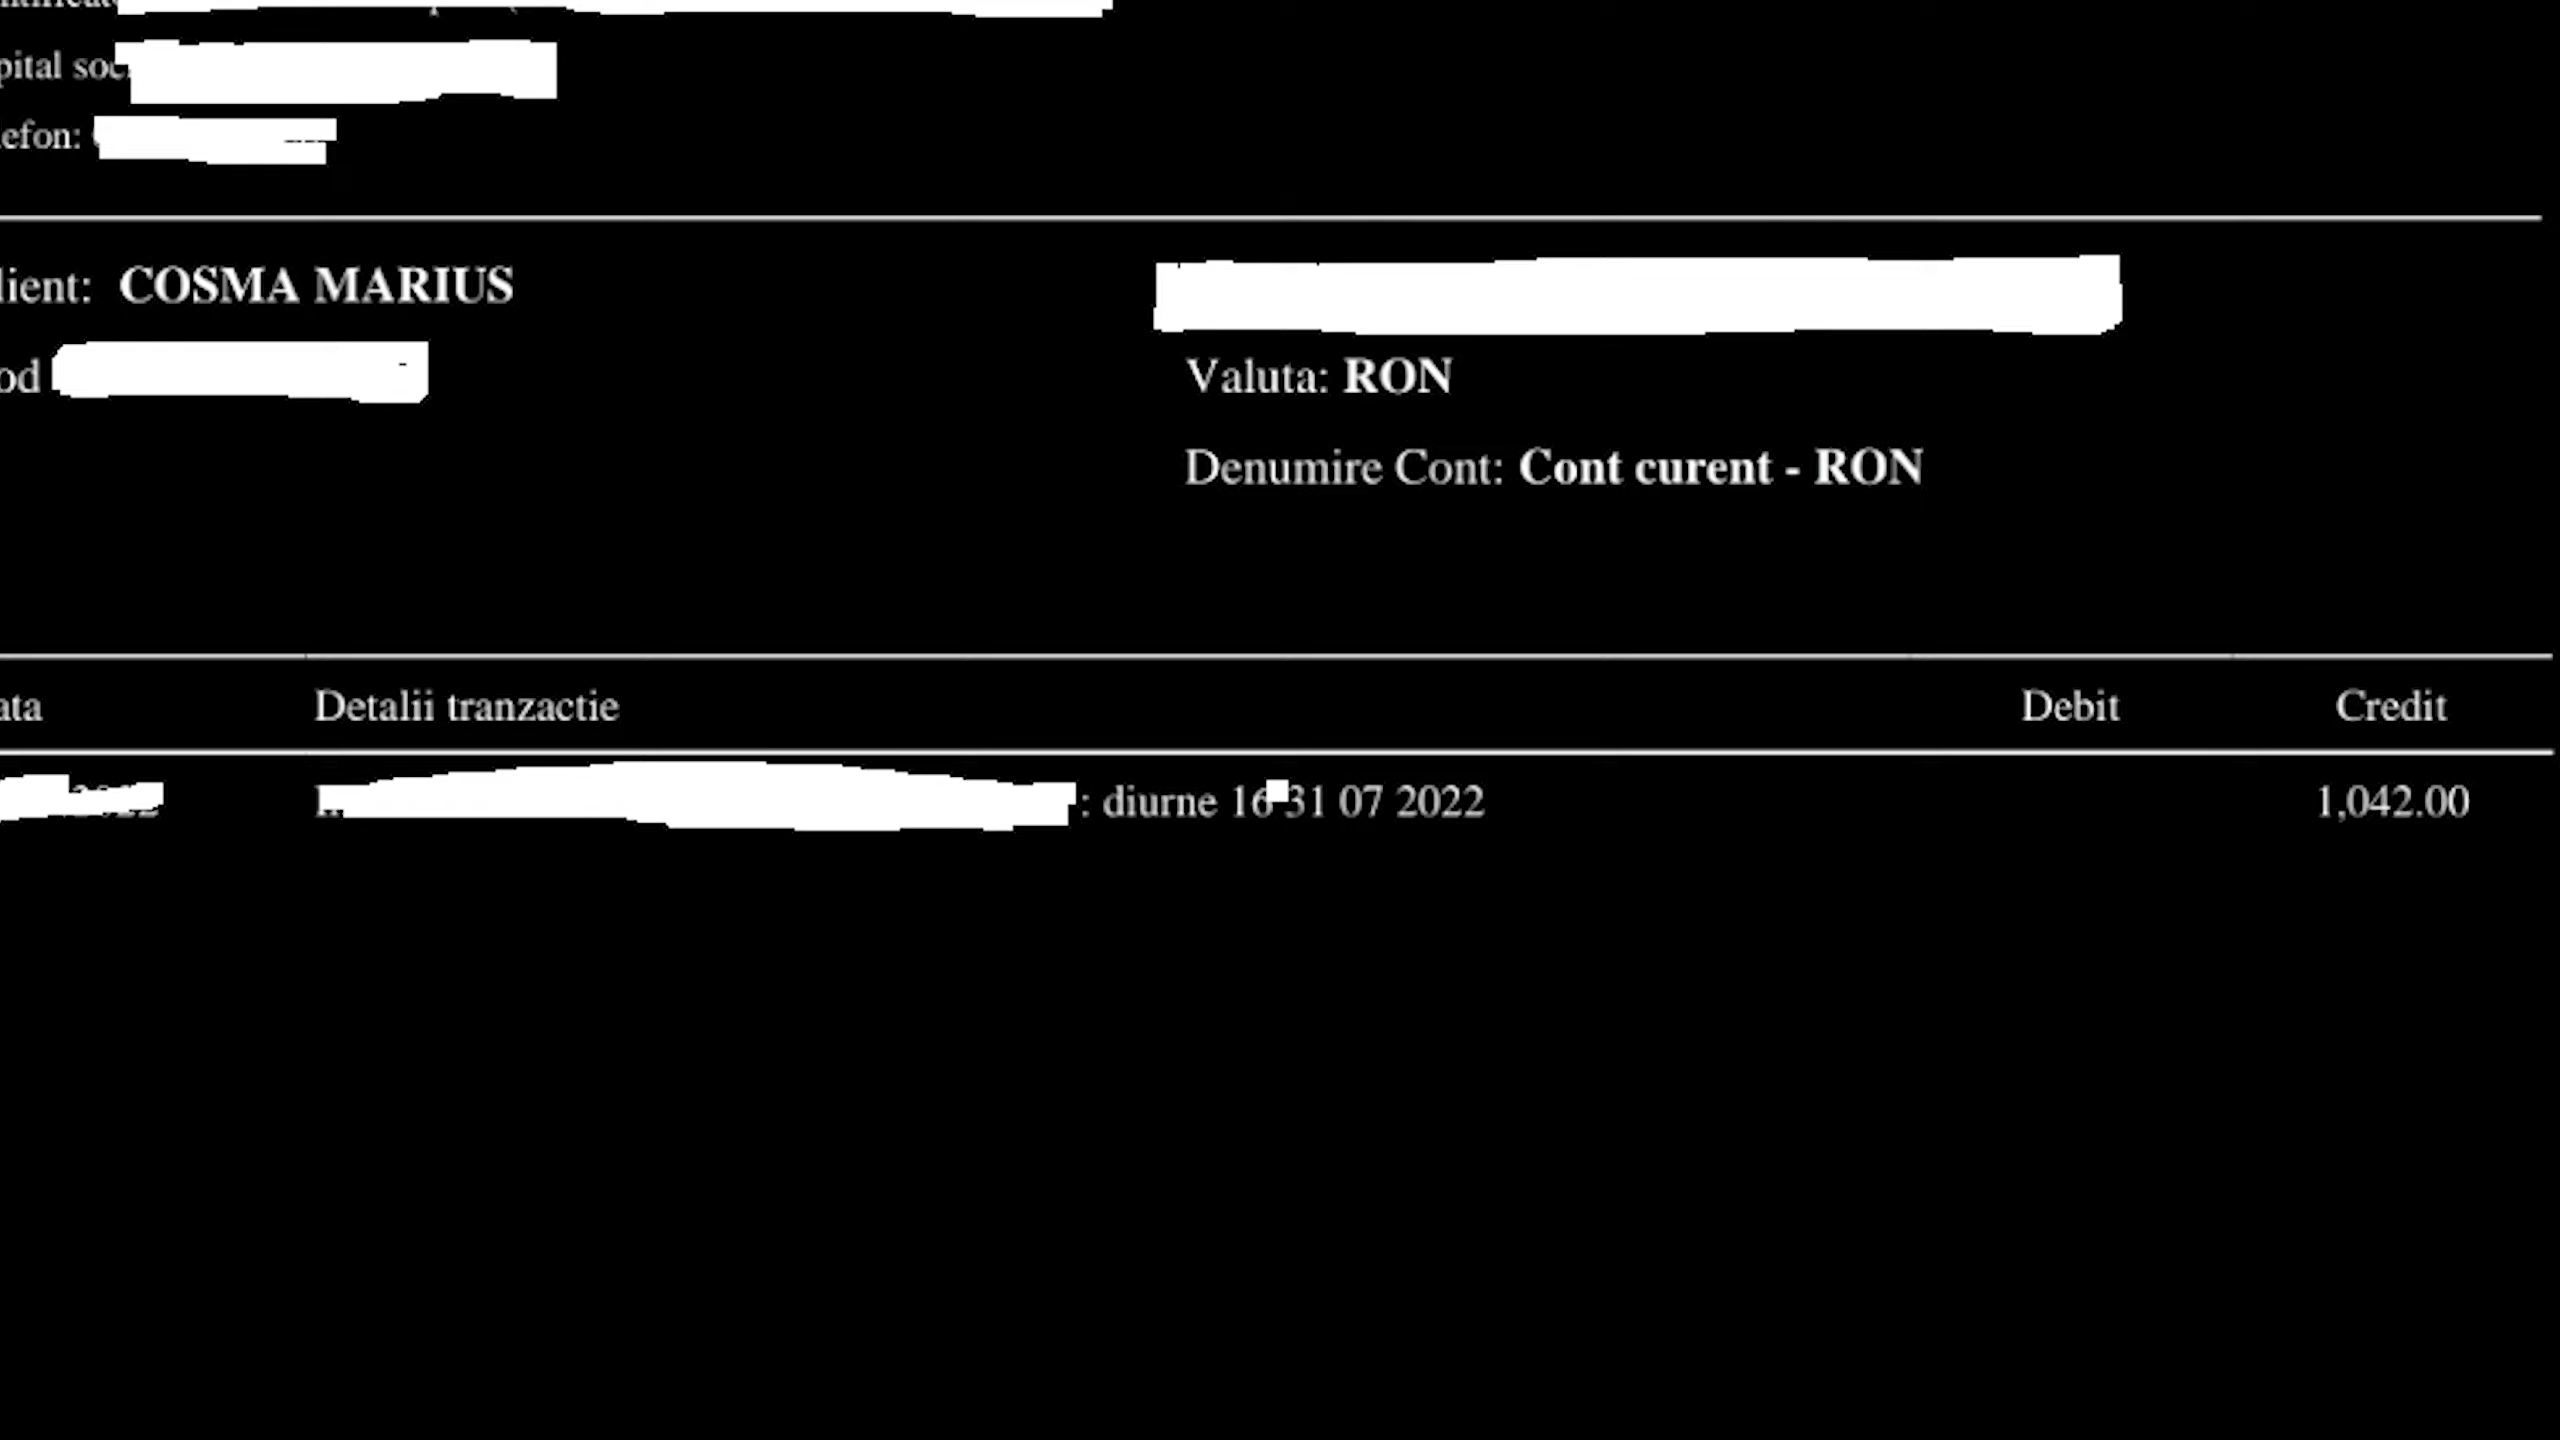 pital soc
efon:
lient: COSMA MARIUS
od
Valuta: RON
Denumire Cont: Cont curent - RON
ata Detalii tranzactie Debit Credit
: diurne 16 31 07 2022 1,042.00